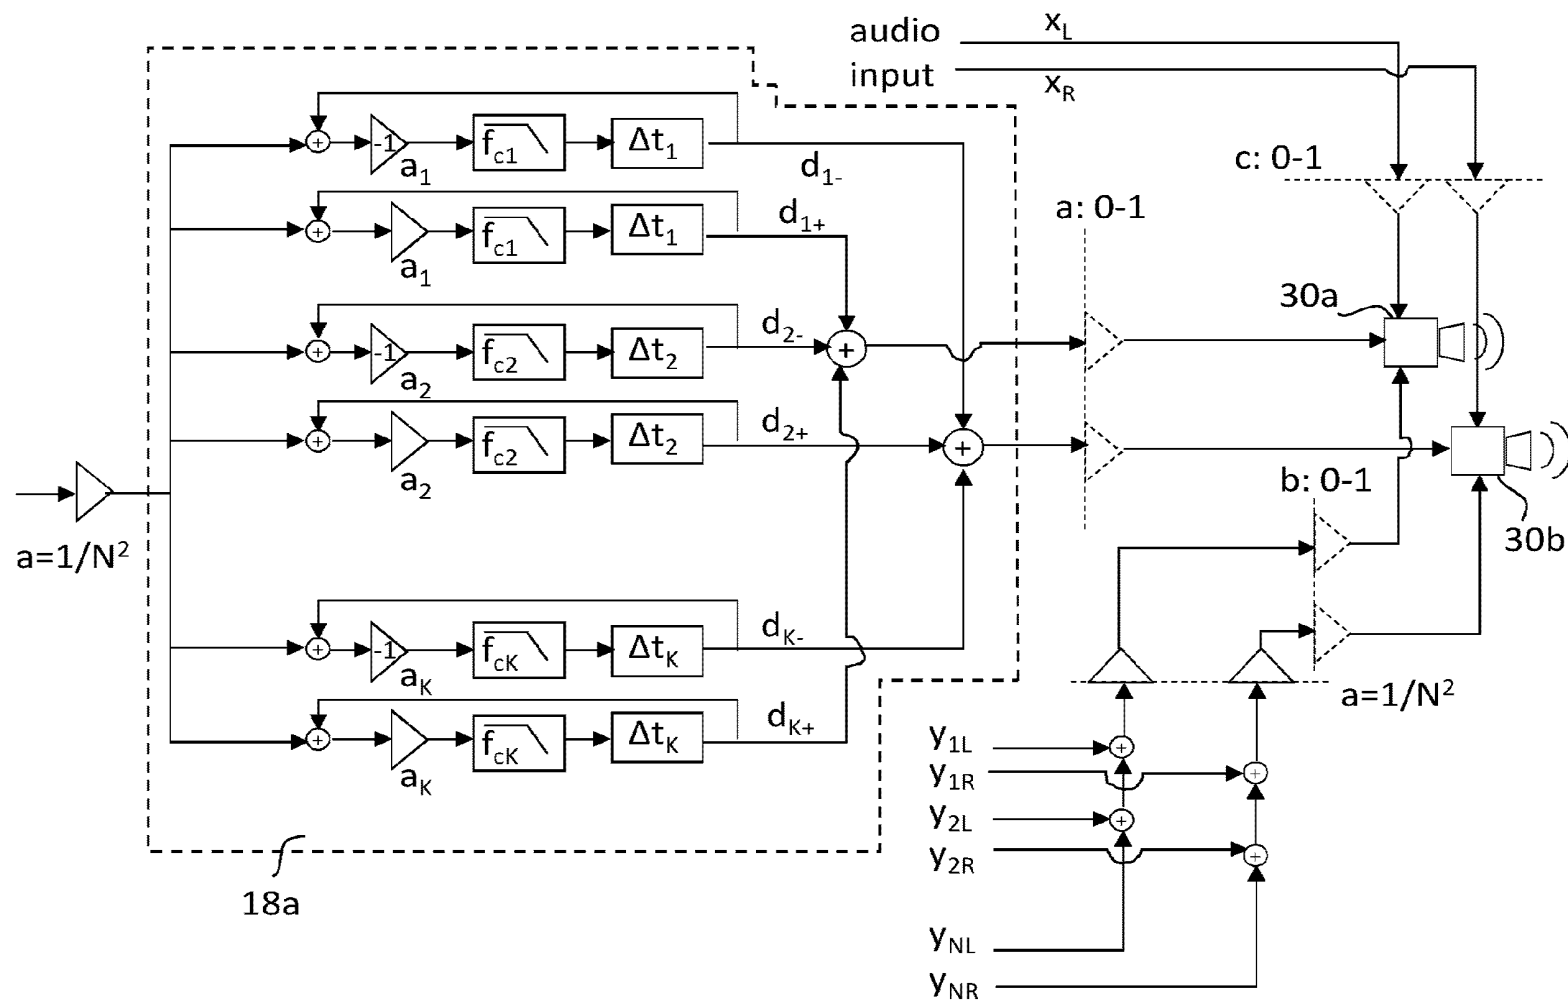 audio
input
x_L
x_R
c: 0-1
a: 0-1
-1
a_1
f_c1
Δt_1
d_1-
+
a_1
f_c1
Δt_1
d_1+
+
-1
a_2
f_c2
Δt_2
d_2-
+
+
a_2
f_c2
Δt_2
d_2+
+
+
a=1/N²
-1
a_K
f_cK
Δt_K
d_K-
+
a_K
f_cK
Δt_K
d_K+
+
18a
30a
30b
b: 0-1
a=1/N²
y_1L
+
y_1R
+
y_2L
+
y_2R
+
y_NL
y_NR